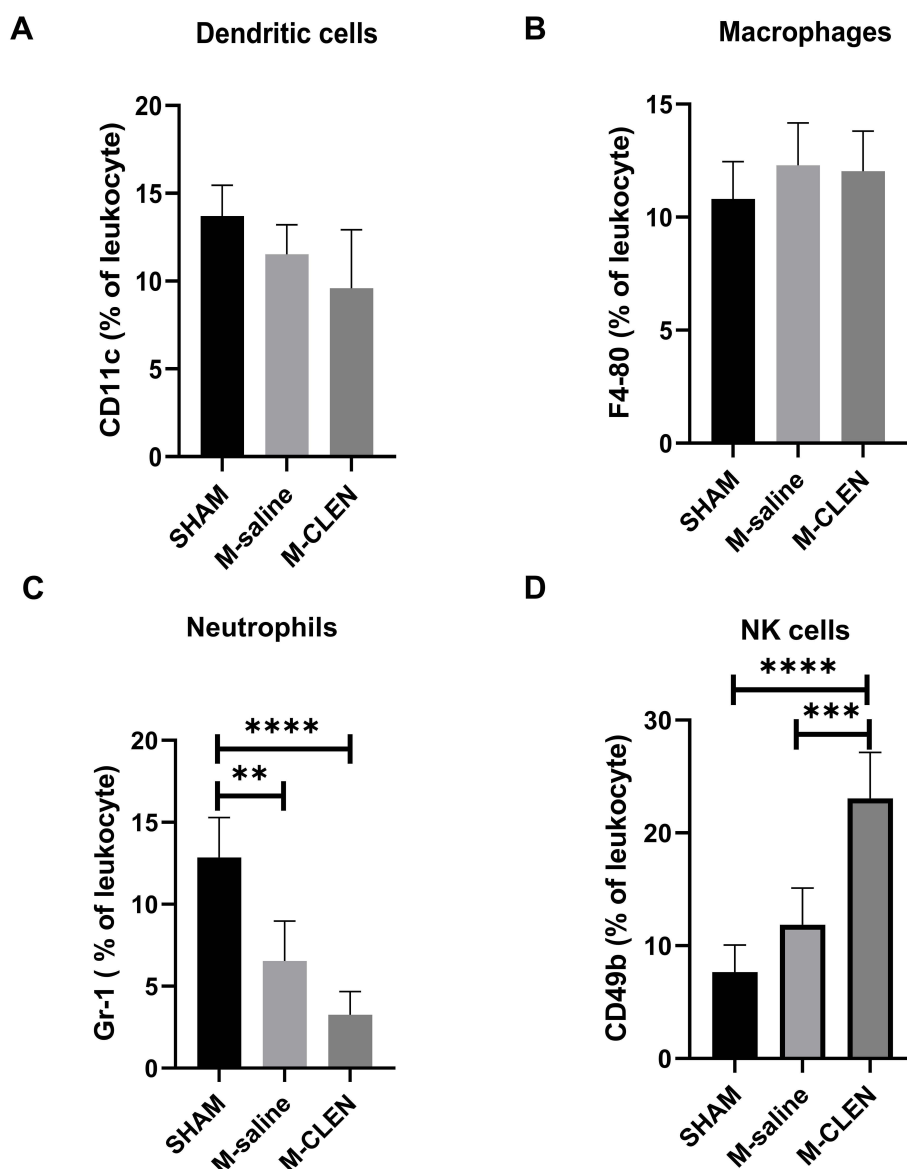 A
Dendritic cells
CD11c (% of leukocyte)
20
15
10
5
0
SHAM
M-saline
M-CLEN
B
Macrophages
F4-80 (% of leukocyte)
15
10
5
0
SHAM
M-saline
M-CLEN
C
Neutrophils
Gr-1 ( % of leukocyte)
20
15
10
5
0
****
**
SHAM
M-saline
M-CLEN
D
NK cells
CD49b (% of leukocyte)
30
20
10
0
****
***
SHAM
M-saline
M-CLEN